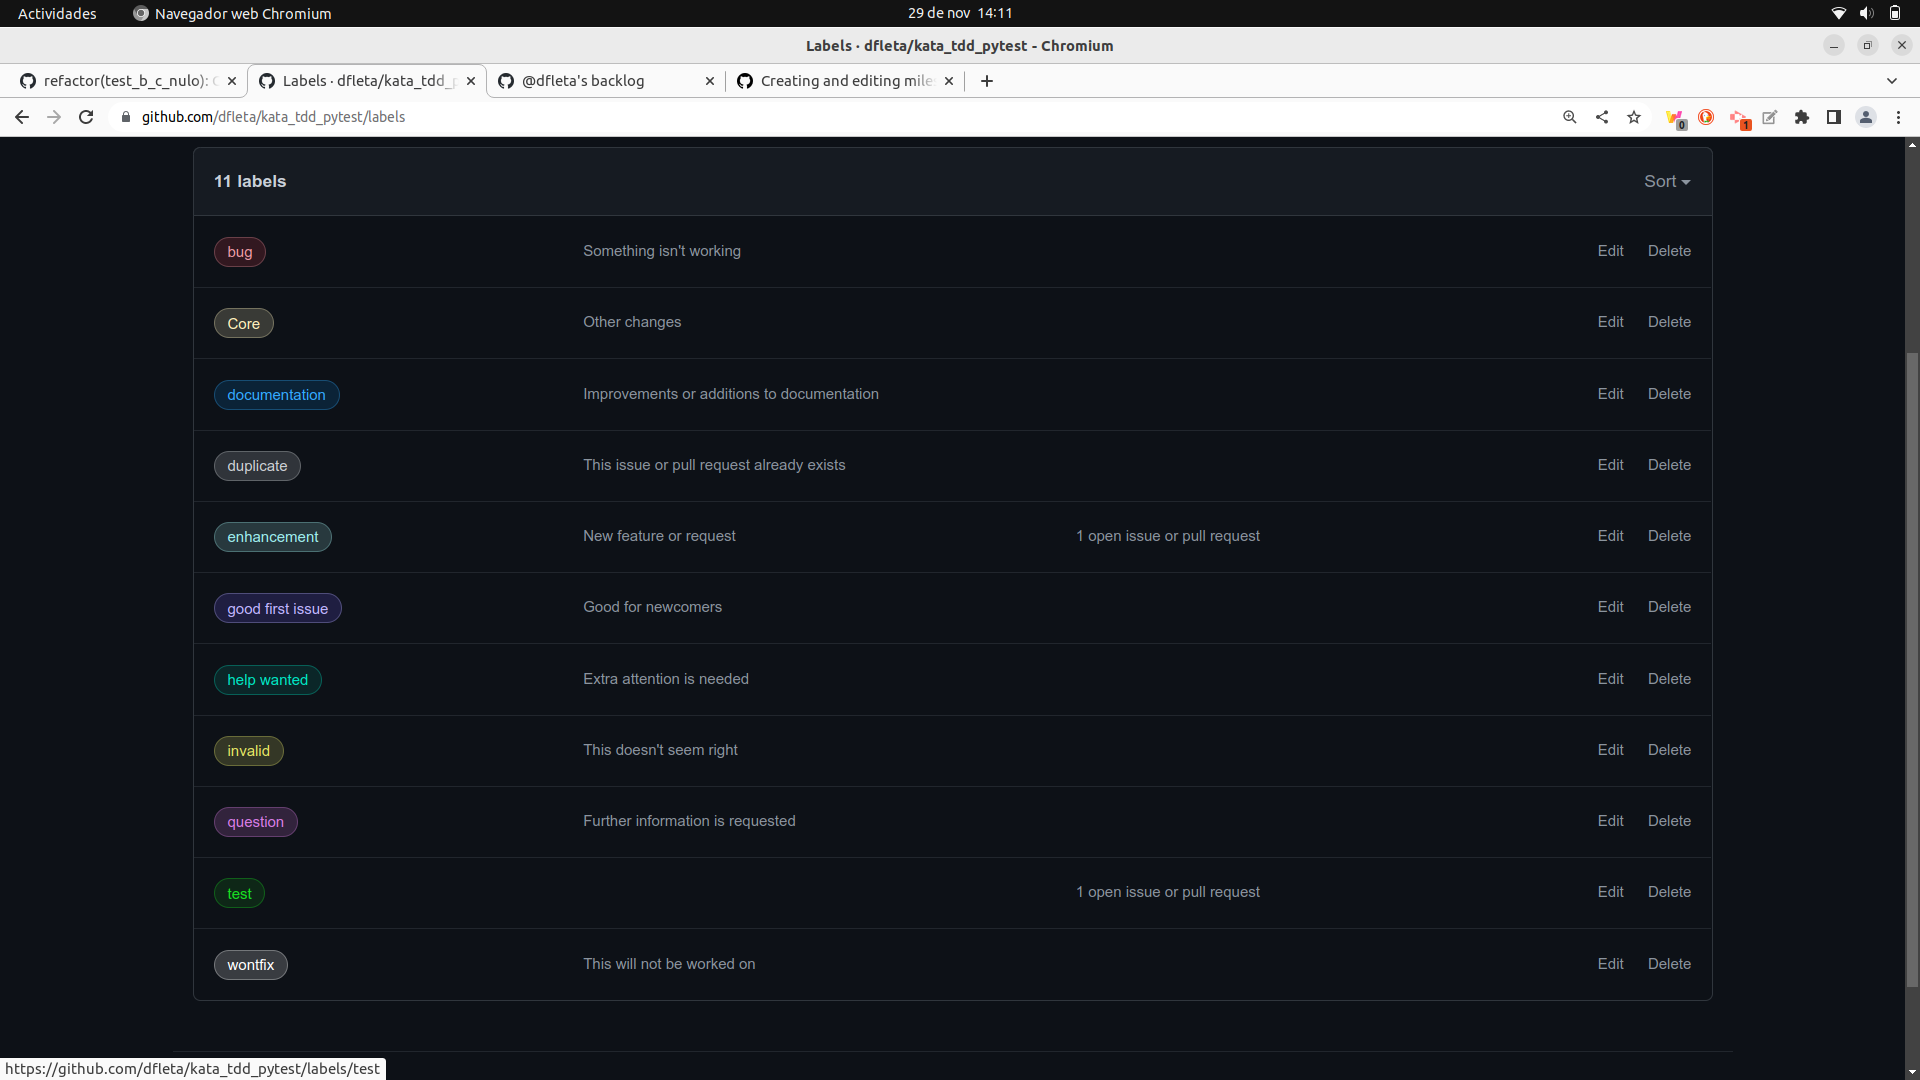 Actividades Navegador web Chromium 29 de nov 14:11
Labels · dfleta/kata_tdd_pytest - Chromium
refactor(test_b_c_nulo): Labels · dfleta/kata_tdd_p @dfleta's backlog Creating and editing mile
github.com/dfleta/kata_tdd_pytest/labels 0 1
11 labels Sort
bug Something isn't working Edit Delete
Core Other changes Edit Delete
documentation Improvements or additions to documentation Edit Delete
duplicate This issue or pull request already exists Edit Delete
enhancement New feature or request 1 open issue or pull request Edit Delete
good first issue Good for newcomers Edit Delete
help wanted Extra attention is needed Edit Delete
invalid This doesn't seem right Edit Delete
question Further information is requested Edit Delete
test 1 open issue or pull request Edit Delete
wontfix This will not be worked on Edit Delete
https://github.com/dfleta/kata_tdd_pytest/labels/test